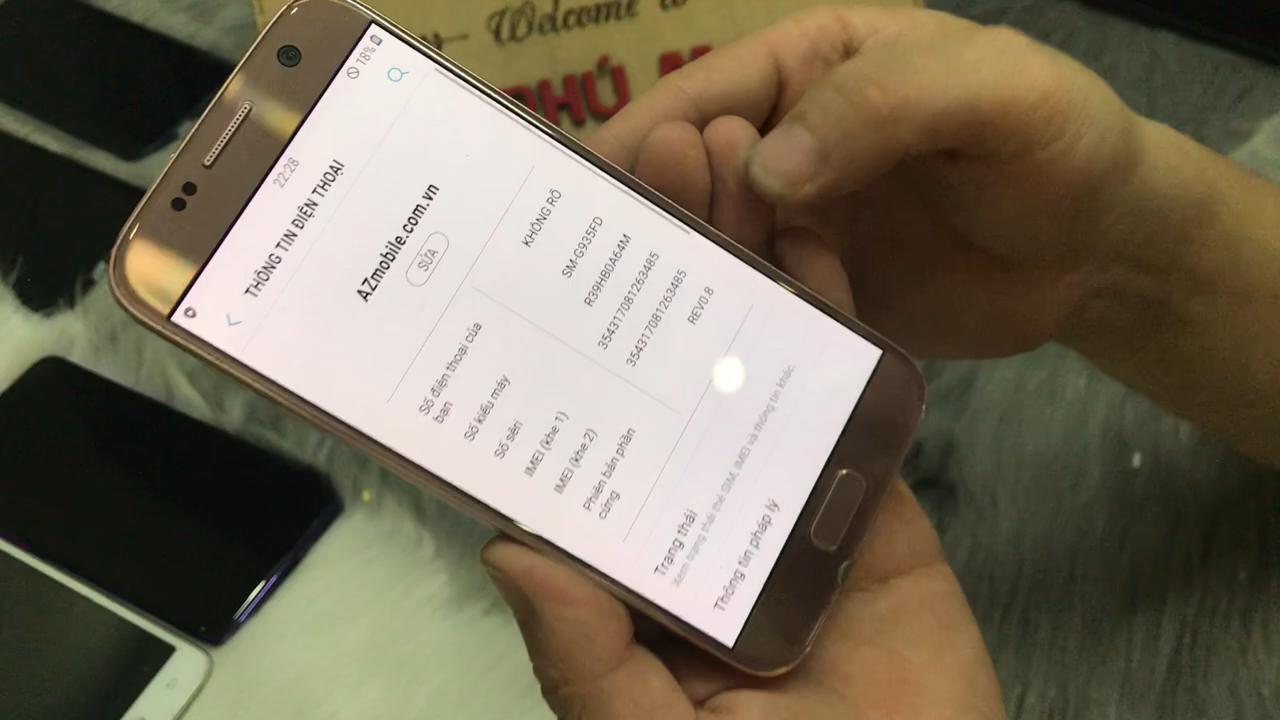 Welcome to
PHÚ
18%
22:28
THÔNG TIN ĐIỆN THOẠI
AZmobile.com.vn
SỬA
Số điện thoại của
bạn
KHÔNG RÕ
Số kiểu máy
SM-G935FD
Số sêri
R39HB0A64M
IMEI (khe 1)
354317081263485
IMEI (khe 2)
354317081263485
Phiên bản phần
cứng
REV0.8
Trạng thái
Xem trạng thái thẻ SIM, IMEI và thông tin khác.
Thông tin pháp lý